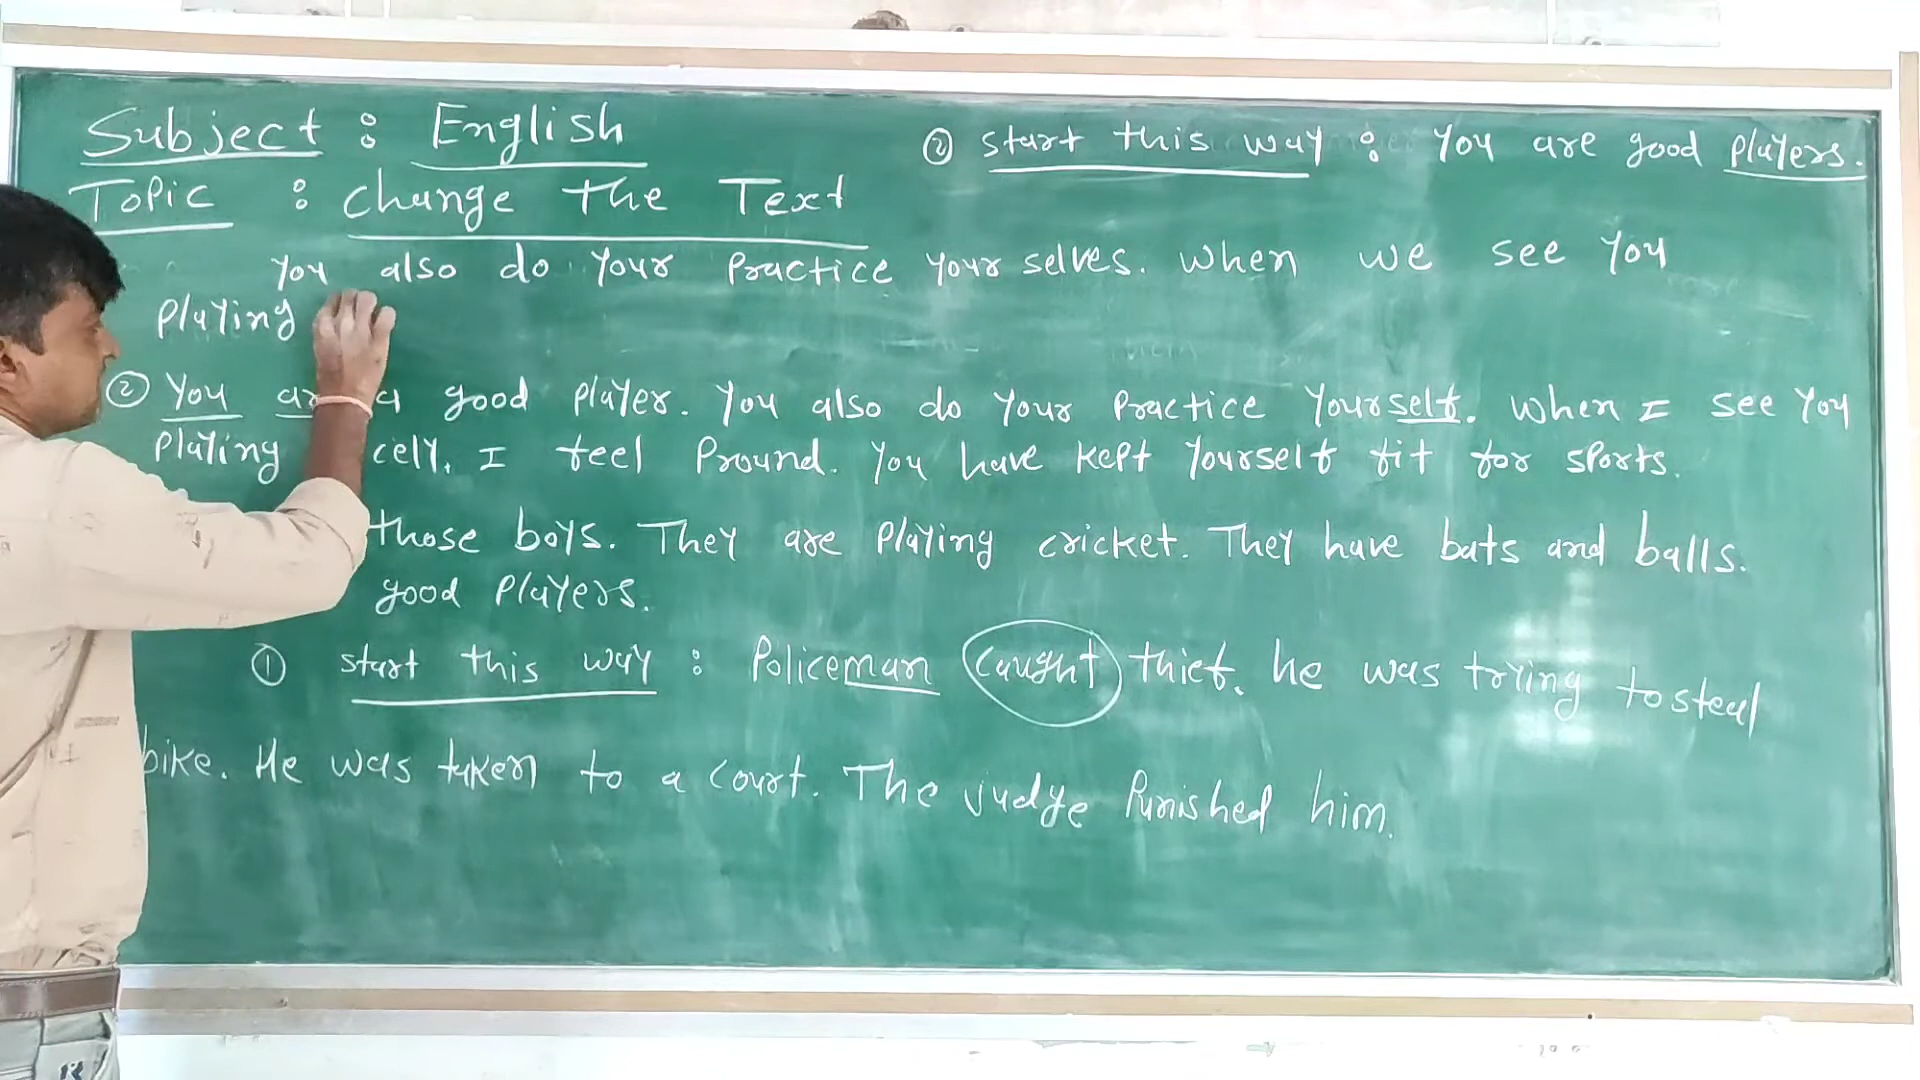 Subject : English
Topic : change the Text
② start this way : You are good players.
You also do your practice yourselves. when we see you
playing
② You a good player. You also do your practice yourself. When I see you
playing cely. I feel Pround. You have kept yourself fit for sports.
those boys. They are playing cricket. They have bats and balls.
good players.
① start this way : Policeman caught thief. he was trying to steal
bike. He was taken to a court. The judge Punished him.